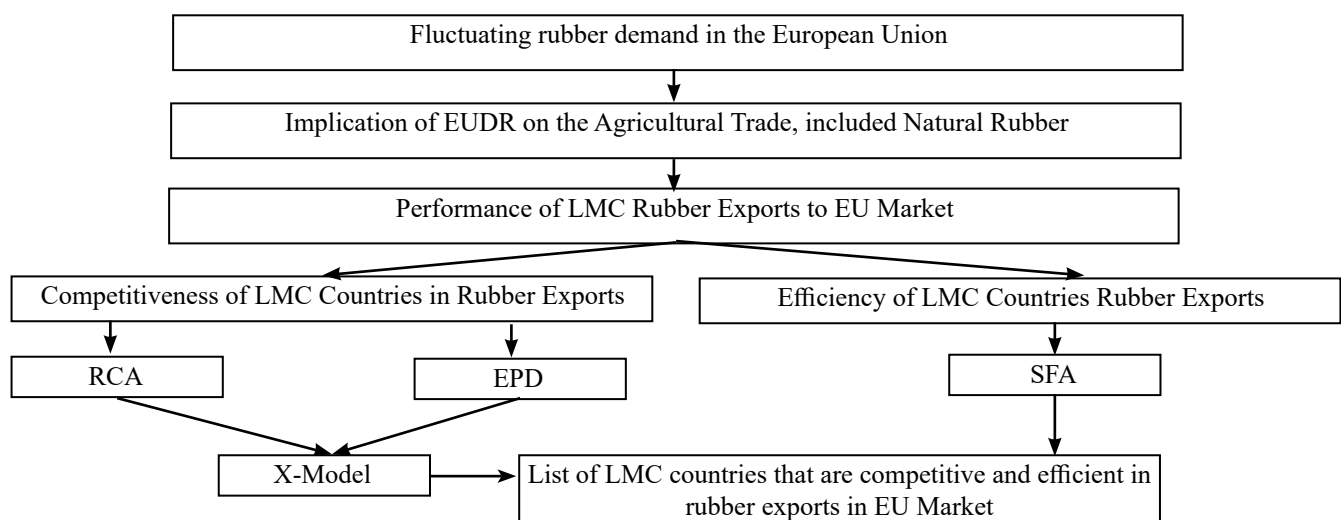 Fluctuating rubber demand in the European Union
Implication of EUDR on the Agricultural Trade, included Natural Rubber
Performance of LMC Rubber Exports to EU Market
Competitiveness of LMC Countries in Rubber Exports
Efficiency of LMC Countries Rubber Exports
RCA
EPD
SFA
X-Model
List of LMC countries that are competitive and efficient in
rubber exports in EU Market